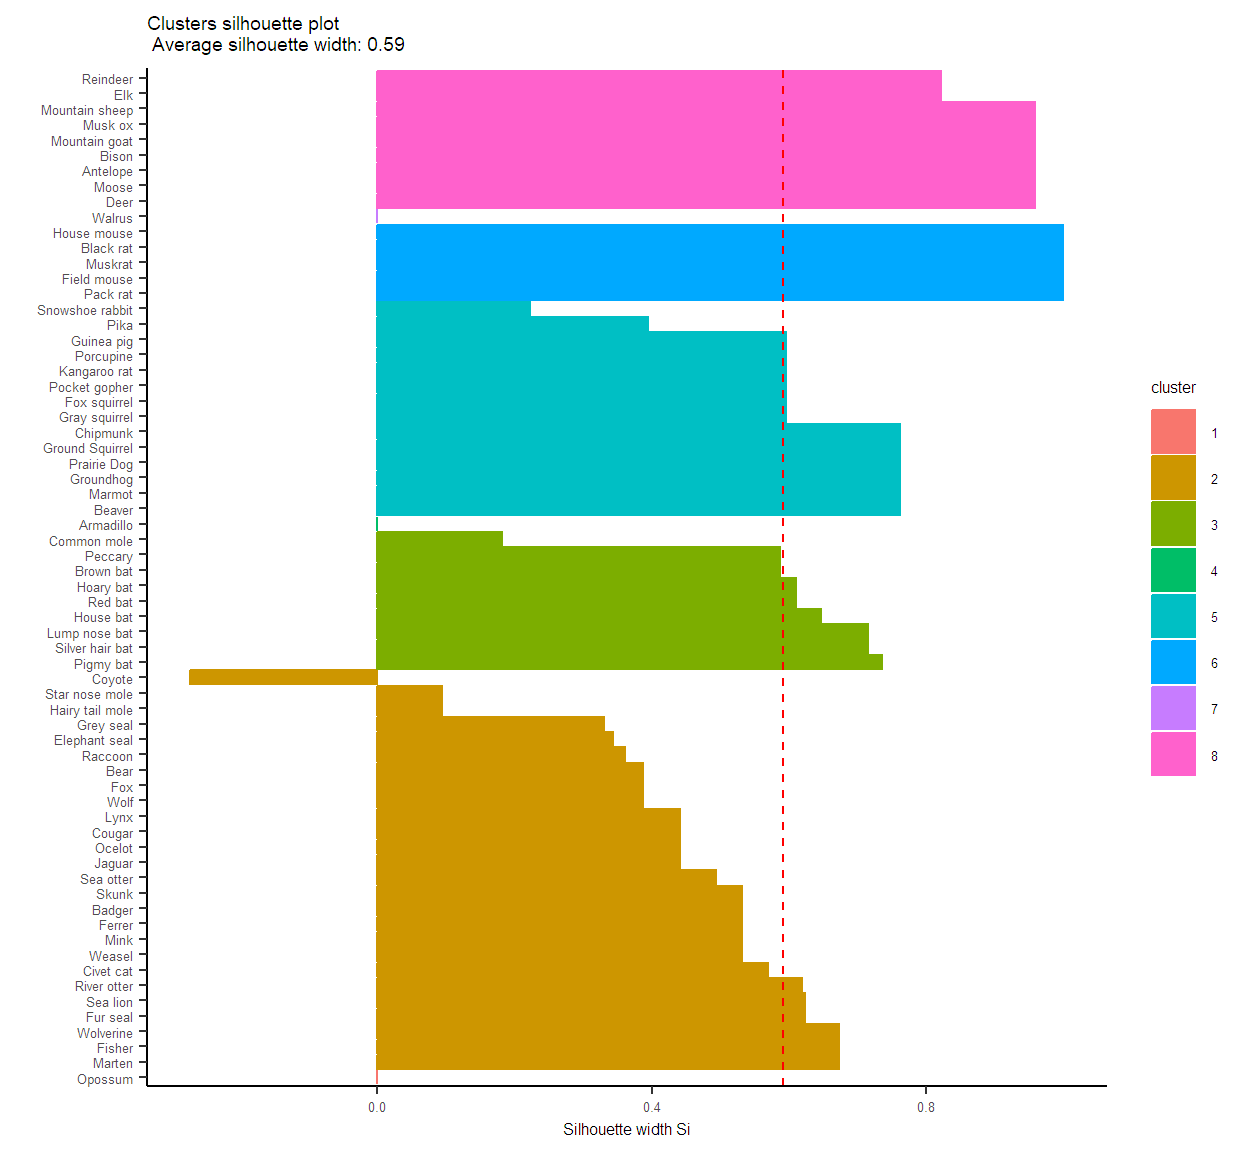 Clusters silhouette plot
Average silhouette width: 0.59
Reindeer
Elk
Mountain sheep
Musk ox
Mountain goat
Bison
Antelope
Moose
Deer
Walrus
House mouse
Black rat
Muskrat
Field mouse
Pack rat
Snowshoe rabbit
Pika
Guinea pig
Porcupine
Kangaroo rat
Pocket gopher
Fox squirrel
Gray squirrel
Chipmunk
Ground Squirrel
Prairie Dog
Groundhog
Marmot
Beaver
Armadillo
Common mole
Peccary
Brown bat
Hoary bat
Red bat
House bat
Lump nose bat
Silver hair bat
Pigmy bat
Coyote
Star nose mole
Hairy tail mole
Grey seal
Elephant seal
Raccoon
Bear
Fox
Wolf
Lynx
Cougar
Ocelot
Jaguar
Sea otter
Skunk
Badger
Ferrer
Mink
Weasel
Civet cat
River otter
Sea lion
Fur seal
Wolverine
Fisher
Marten
Opossum
0.0 0.4 0.8
Silhouette width Si
cluster
1
2
3
4
5
6
7
8